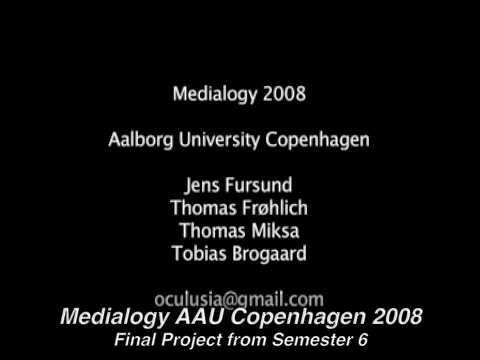 Medialogy 2008
Aalborg University Copenhagen
Jens Fursund
Thomas Frøhlich
Thomas Miksa
Tobias Brogaard
oculusia@gmail.com
Medialogy AAU Copenhagen 2008
Final Project from Semester 6